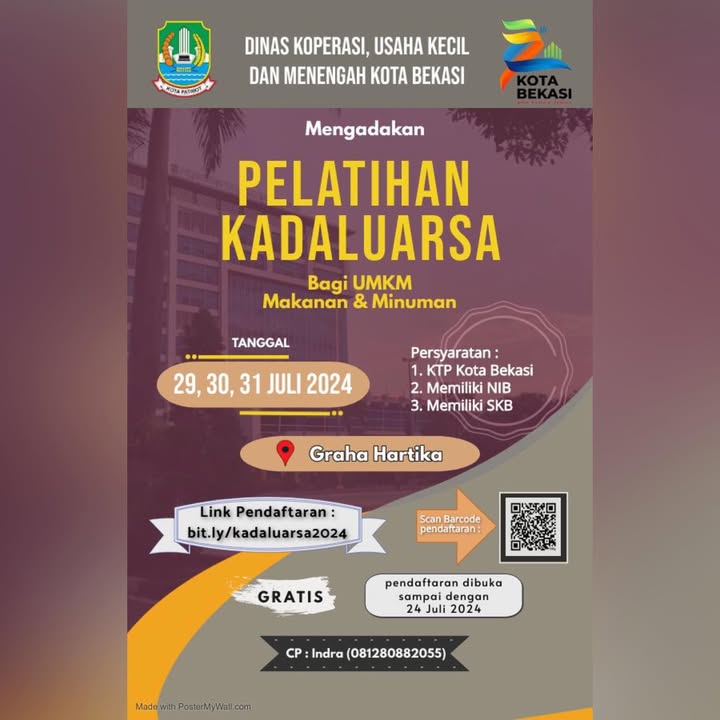 DINAS KOPERASI, USAHA KECIL
DAN MENENGAH KOTA BEKASI
KOTA PATRIOT
KOTA
BEKASI
Mengadakan
PELATIHAN
KADALUARSA
Bagi UMKM
Makanan & Minuman
TANGGAL
29, 30, 31 JULI 2024
Persyaratan :
1. KTP Kota Bekasi
2. Memiliki NIB
3. Memiliki SKB
Graha Hartika
Link Pendaftaran :
bit.ly/kadaluarsa2024
Scan Barcode
pendaftaran :
GRATIS
pendaftaran dibuka
sampai dengan
24 Juli 2024
CP : Indra (081280882055)
Made with PosterMyWall.com